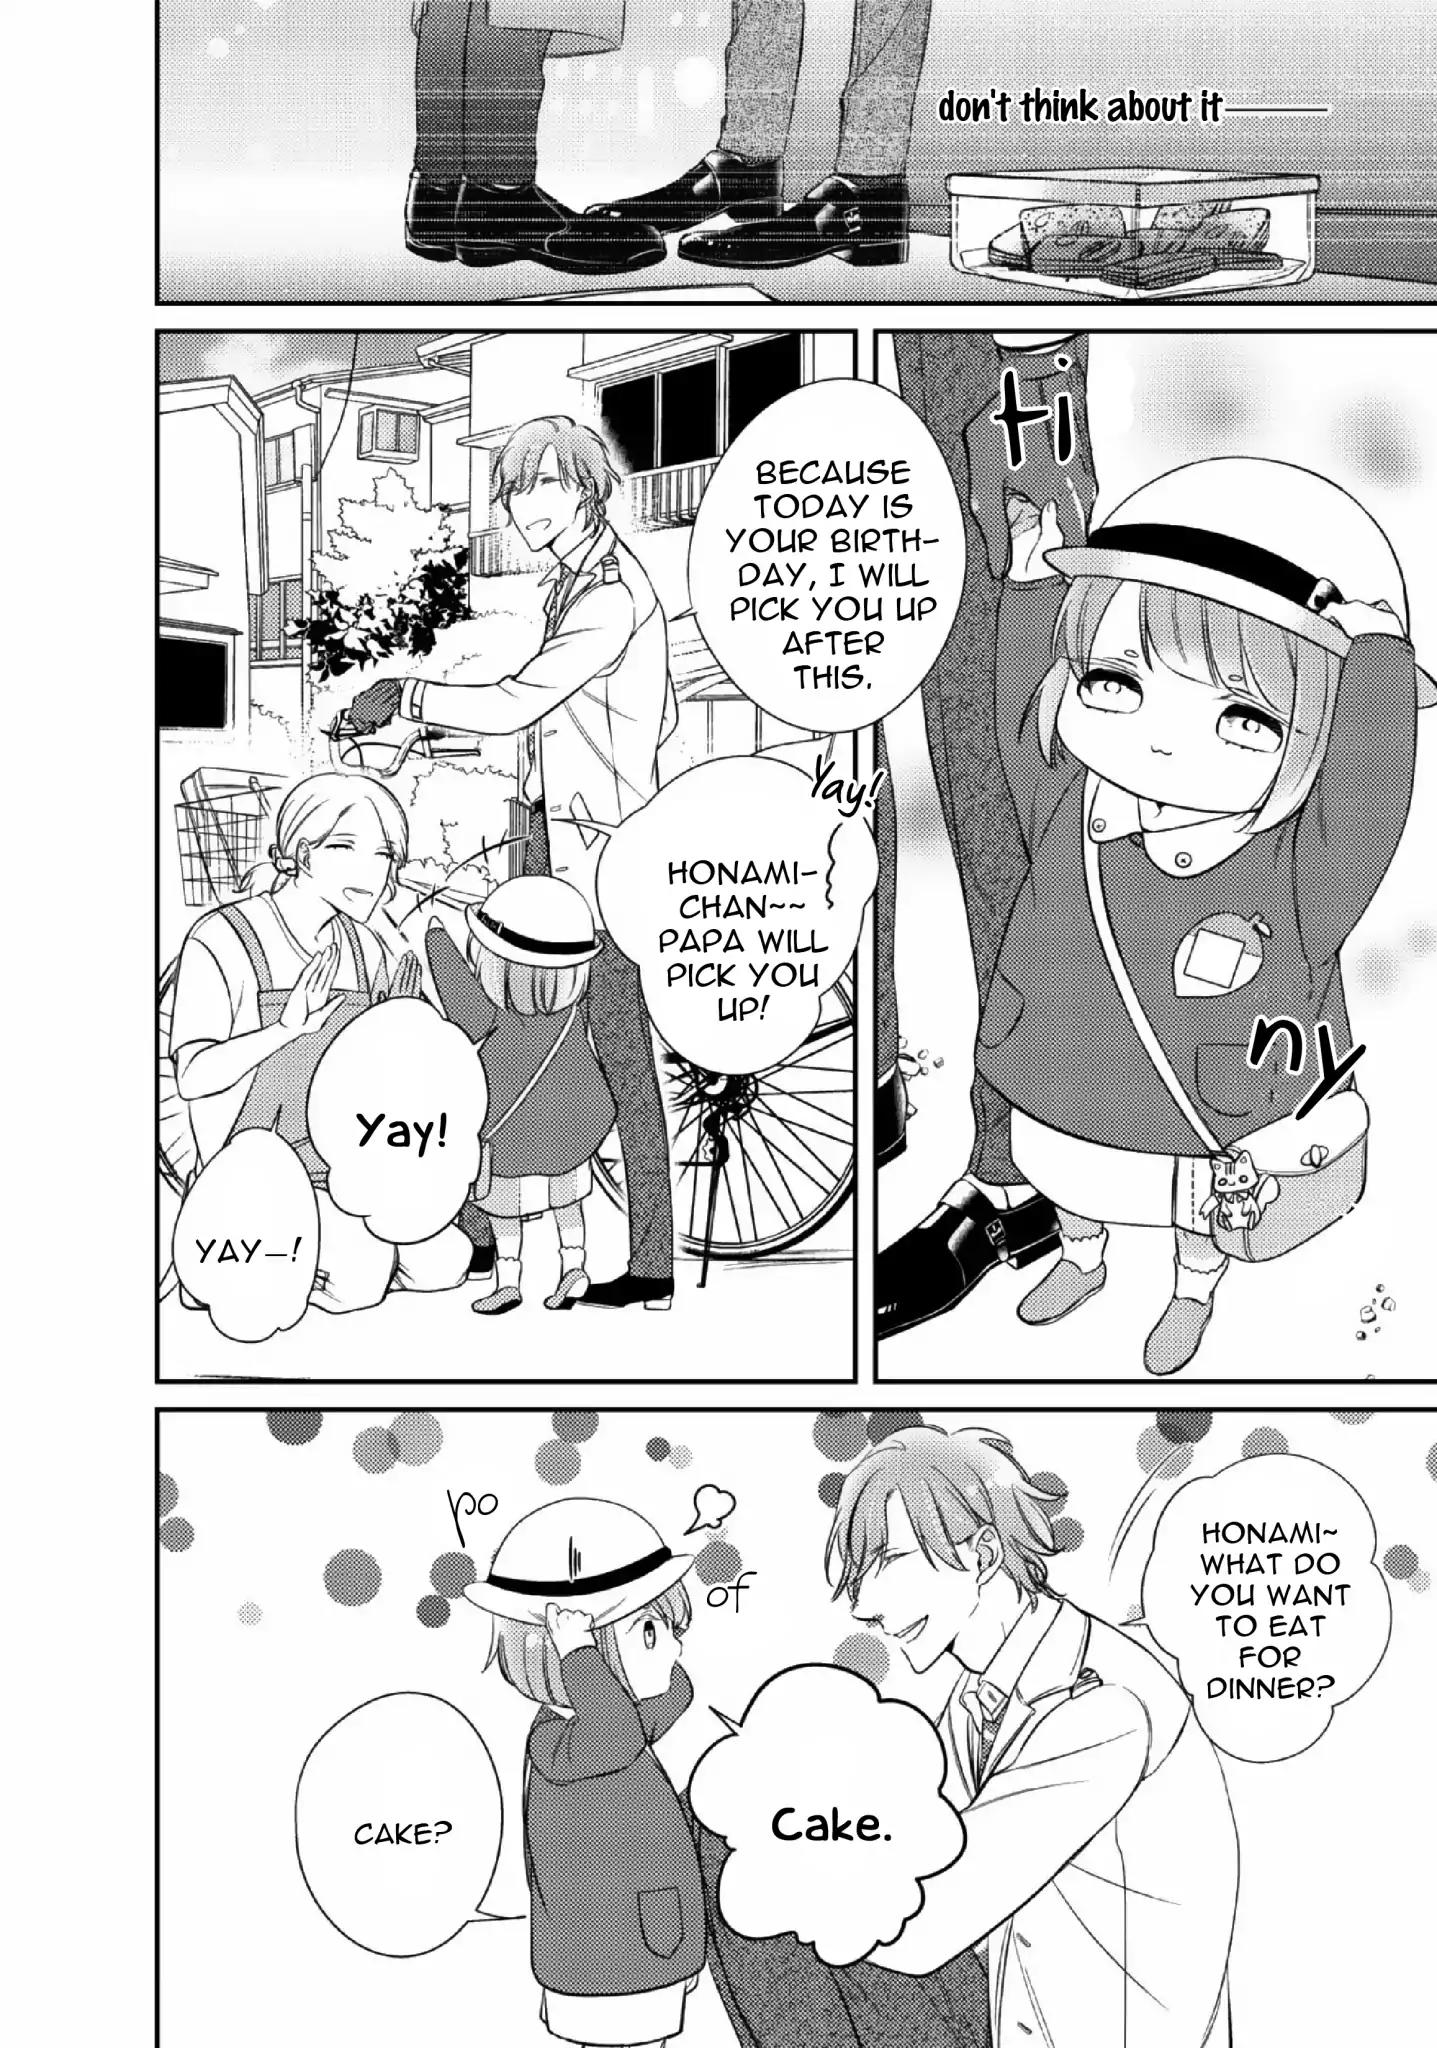 don't think about it
ti
ny
BECAUSE
TODAY IS
YOUR BIRTH-
DAY, I WILL
PICK YOU UP
AFTER
THIS.
Yay!
HONAMI-
CHAN~~
PAPA WILL
PICK YOU
UP!
Yay!
YAY—!
HONAMI~
WHAT DO
YOU WANT
TO EAT
FOR
DINNER?
po
of
Cake.
CAKE?